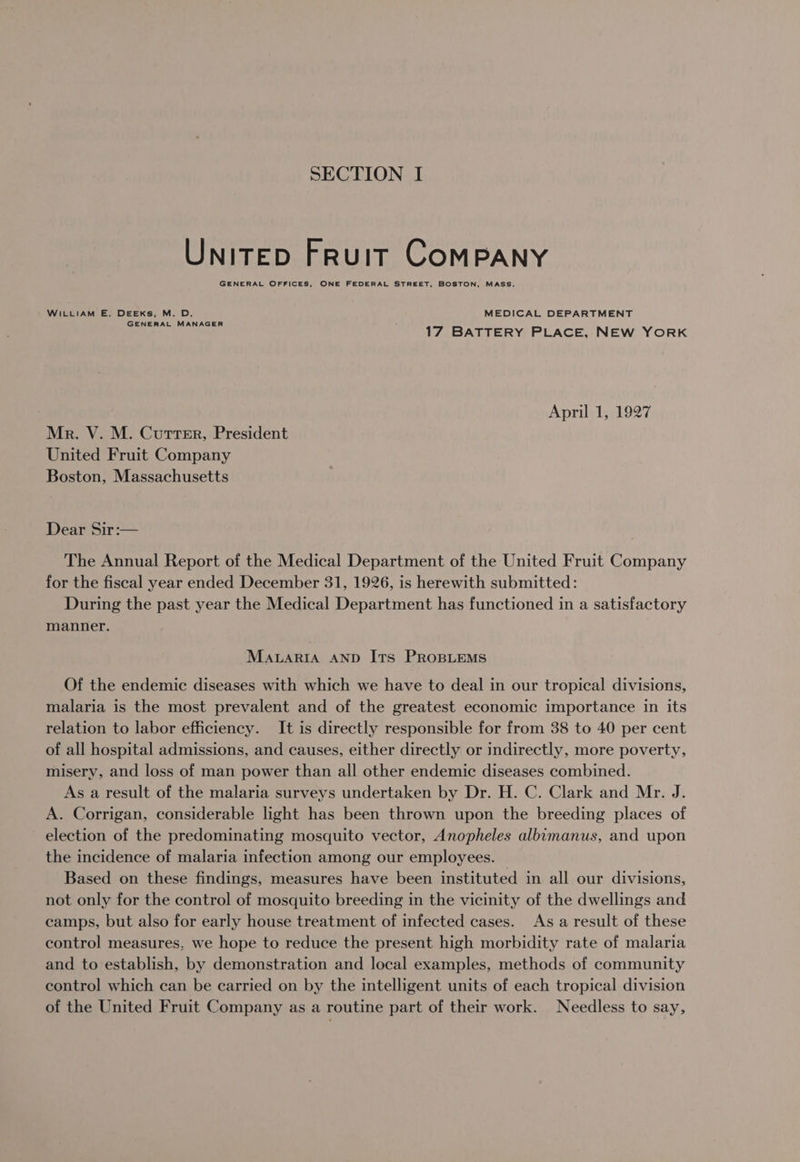 SECTION I
UNITED FRUIT COMPANY
GENERAL OFFICES, ONE FEDERAL STREET, BOSTON, MASS.
WILLIAM E. DEEKS, M. D.
GENERAL MANAGER
MEDICAL DEPARTMENT
17 BATTERY PLACE, NEW YORK
April 1, 1927
Mr. V. M. CUTTER, President
United Fruit Company
Boston, Massachusetts
Dear Sir:—
The Annual Report of the Medical Department of the United Fruit Company
for the fiscal year ended December 31, 1926, is herewith submitted:
During the past year the Medical Department has functioned in a satisfactory
manner.
MALARIA AND ITS PROBLEMS
Of the endemic diseases with which we have to deal in our tropical divisions,
malaria is the most prevalent and of the greatest economic importance in its
relation to labor efficiency. It is directly responsible for from 38 to 40 per cent
of all hospital admissions, and causes, either directly or indirectly, more poverty,
misery, and loss of man power than all other endemic diseases combined.
As a result of the malaria surveys undertaken by Dr. H. C. Clark and Mr. J.
A. Corrigan, considerable light has been thrown upon the breeding places of
election of the predominating mosquito vector, Anopheles albimanus, and upon
the incidence of malaria infection among our employees.
Based on these findings, measures have been instituted in all our divisions,
not only for the control of mosquito breeding in the vicinity of the dwellings and
camps, but also for early house treatment of infected cases. As a result of these
control measures, we hope to reduce the present high morbidity rate of malaria
and to establish, by demonstration and local examples, methods of community
control which can be carried on by the intelligent units of each tropical division
of the United Fruit Company as a routine part of their work. Needless to say,